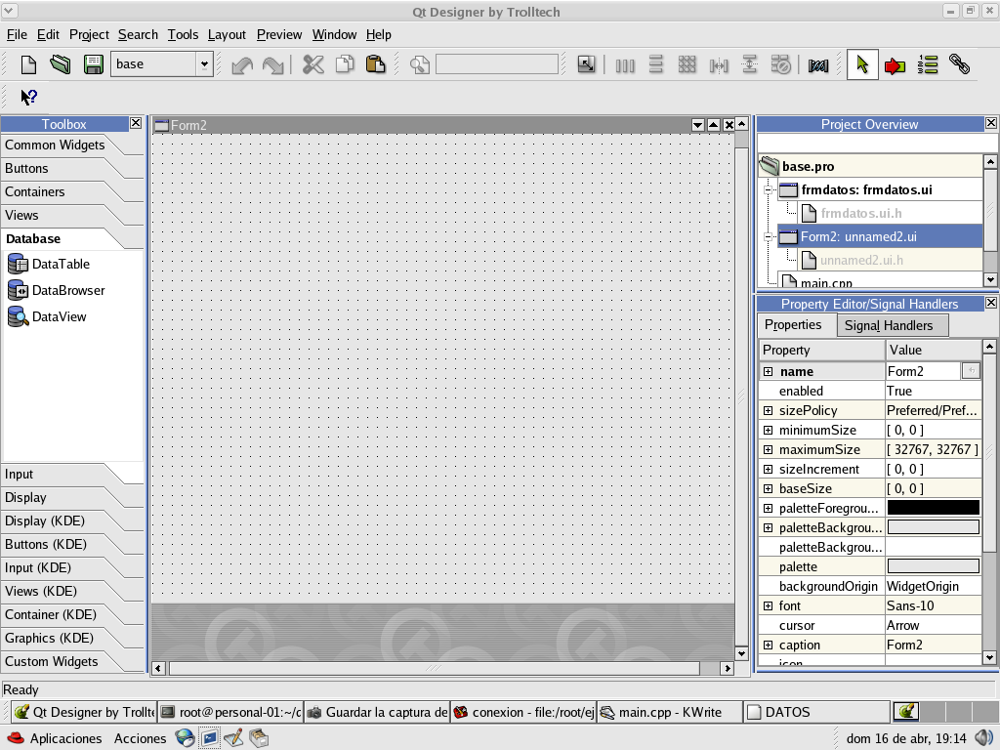 Qt Designer by Trolltech
File Edit Project Search Tools Layout Preview Window Help
base
Toolbox
Common Widgets
Buttons
Containers
Views
Database
DataTable
DataBrowser
DataView
Input
Display
Display (KDE)
Buttons (KDE)
Input (KDE)
Views (KDE)
Container (KDE)
Graphics (KDE)
Custom Widgets
Form2
Project Overview
base.pro
frmdatos: frmdatos.ui
frmdatos.ui.h
Form2: unnamed2.ui
unnamed2.ui.h
main.cpp
Property Editor/Signal Handlers
Properties Signal Handlers
Property Value
name Form2
enabled True
sizePolicy Preferred/Pref...
minimumSize [ 0, 0 ]
maximumSize [ 32767, 32767 ]
sizeIncrement [ 0, 0 ]
baseSize [ 0, 0 ]
paletteForegrou...
paletteBackgrou...
paletteBackgrou...
palette
backgroundOrigin WidgetOrigin
font Sans-10
cursor Arrow
caption Form2
icon
Ready
Qt Designer by Trollte root@personal-01:~/c Guardar la captura de conexion - file:/root/ej main.cpp - KWrite DATOS
Aplicaciones Acciones dom 16 de abr, 19:14